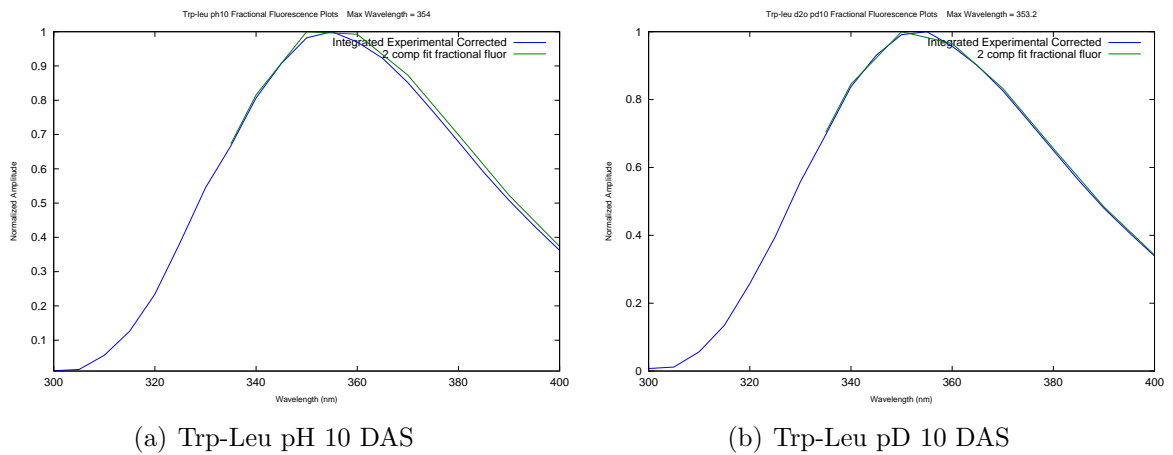 Trp-leu ph10 Fractional Fluorescence Plots Max Wavelength = 354
1
0.9
0.8
0.7
0.6
0.5
0.4
0.3
0.2
0.1
Normalized Amplitude
Integrated Experimental Corrected
2 comp fit fractional fluor
300 320 340 360 380 400
Wavelength (nm)
(a) Trp-Leu pH 10 DAS
Trp-leu d2o pd10 Fractional Fluorescence Plots Max Wavelength = 353.2
1
0.8
0.6
0.4
0.2
0
Normalized Amplitude
Integrated Experimental Corrected
2 comp fit fractional fluor
300 320 340 360 380 400
Wavelength (nm)
(b) Trp-Leu pD 10 DAS